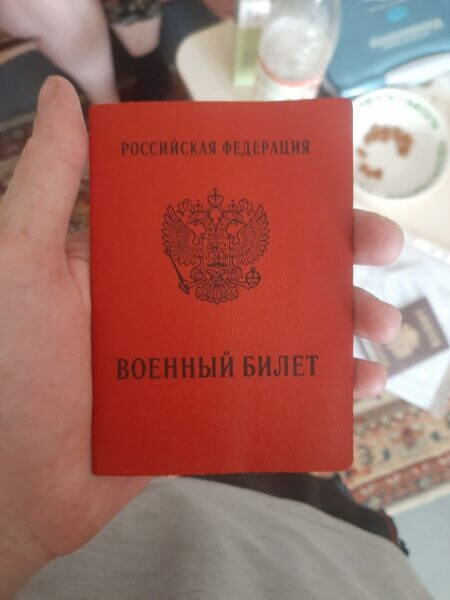 РОССИЙСКАЯ ФЕДЕРАЦИЯ
ВОЕННЫЙ БИЛЕТ